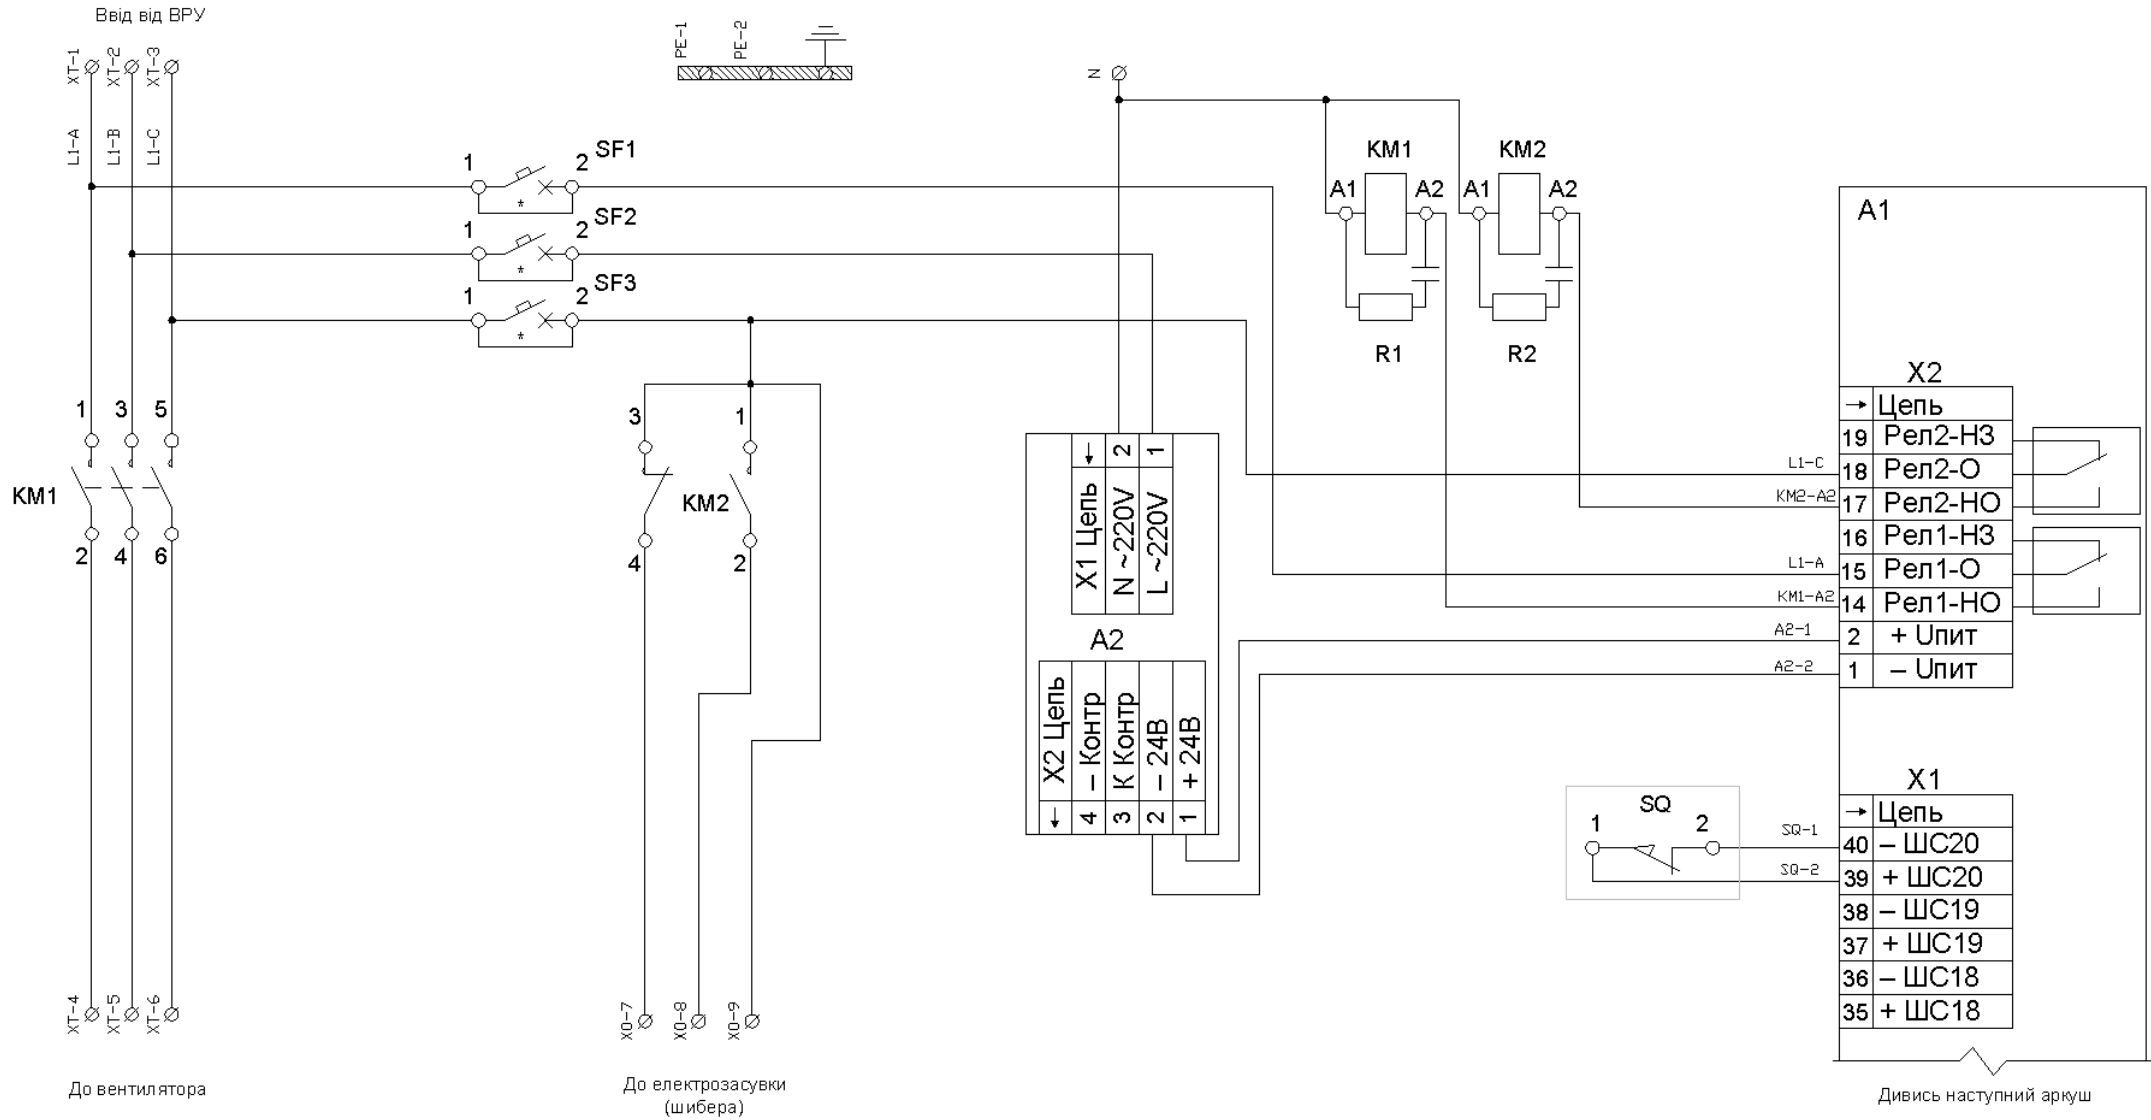 Ввід від ВРУ
XT-1
XT-2
XT-3
PE-1
PE-2
N
L1-A
L1-B
L1-C
1
2
SF1
*
1
2
SF2
*
1
2
SF3
*
KM1
KM2
A1
A2
A1
A2
R1
R2
A1
X2
→ Цепь
19 Рел2-НЗ
18 Рел2-О
17 Рел2-НО
16 Рел1-НЗ
15 Рел1-О
14 Рел1-НО
2 + Uпит
1 – Uпит
L1-C
KM2-A2
L1-A
KM1-A2
A2-1
A2-2
1
3
5
KM1
2
4
6
3
1
KM2
4
2
X1 Цепь
2 N ~220V
1 L ~220V
A2
X2 Цепь
4 – Контр
3 К Контр
2 – 24В
1 + 24В
SQ
1
2
SQ-1
SQ-2
X1
→ Цепь
40 – ШС20
39 + ШС20
38 – ШС19
37 + ШС19
36 – ШС18
35 + ШС18
XT-4
XT-5
XT-6
XO-7
XO-8
XO-9
До вентилятора
До електрозасувки
(шибера)
Дивись наступний аркуш